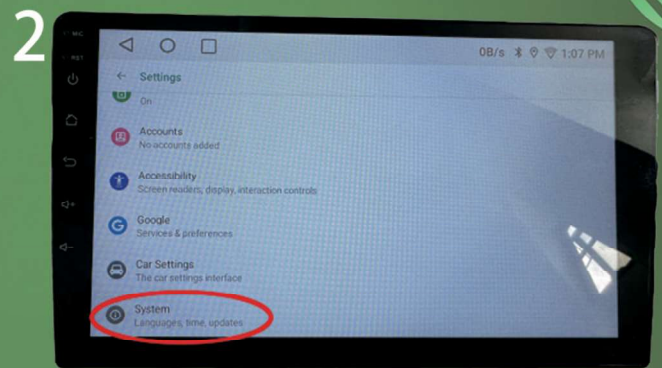 2
MIC
RST
0B/s 1:07 PM
Settings
On
Accounts
No accounts added
Accessibility
Screen readers, display, interaction controls
Google
Services & preferences
Car Settings
The car settings interface
System
Languages, time, updates